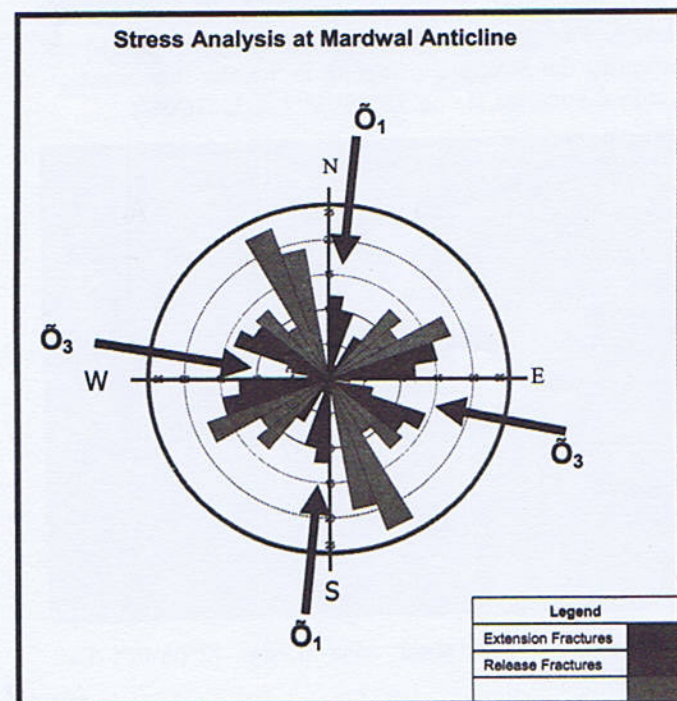 Stress Analysis at Mardwal Anticline
Õ₁
N
Õ₃
W
E
Õ₃
S
Õ₁
Legend
Extension Fractures
Release Fractures